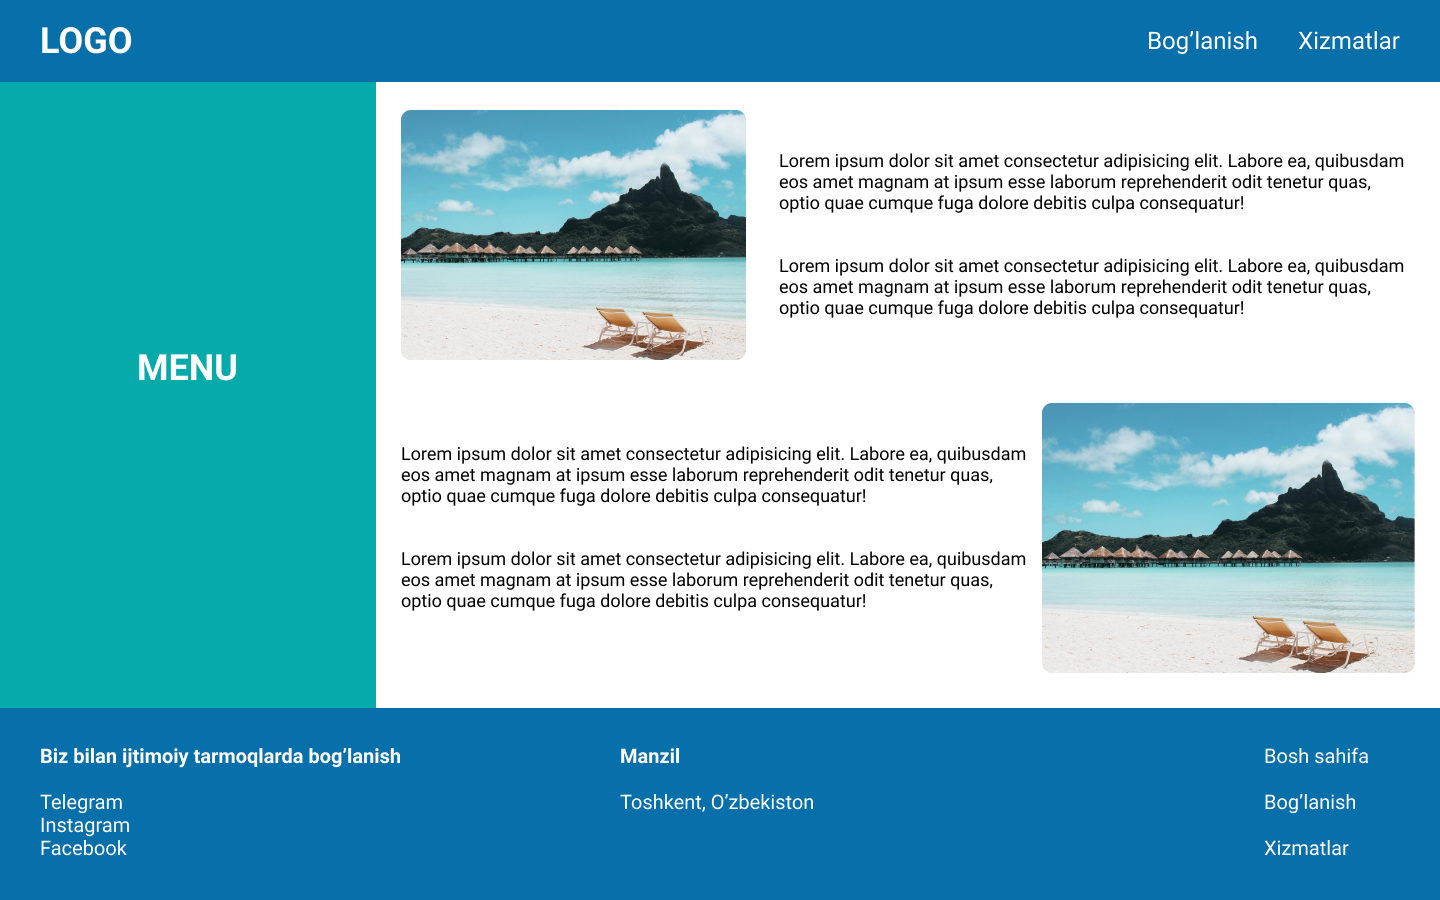 LOGO
Bog’lanish
Xizmatlar
MENU
Lorem ipsum dolor sit amet consectetur adipisicing elit. Labore ea, quibusdam
eos amet magnam at ipsum esse laborum reprehenderit odit tenetur quas,
optio quae cumque fuga dolore debitis culpa consequatur!
Lorem ipsum dolor sit amet consectetur adipisicing elit. Labore ea, quibusdam
eos amet magnam at ipsum esse laborum reprehenderit odit tenetur quas,
optio quae cumque fuga dolore debitis culpa consequatur!
Lorem ipsum dolor sit amet consectetur adipisicing elit. Labore ea, quibusdam
eos amet magnam at ipsum esse laborum reprehenderit odit tenetur quas,
optio quae cumque fuga dolore debitis culpa consequatur!
Lorem ipsum dolor sit amet consectetur adipisicing elit. Labore ea, quibusdam
eos amet magnam at ipsum esse laborum reprehenderit odit tenetur quas,
optio quae cumque fuga dolore debitis culpa consequatur!
Biz bilan ijtimoiy tarmoqlarda bog’lanish
Telegram
Instagram
Facebook
Manzil
Toshkent, O’zbekiston
Bosh sahifa
Bog’lanish
Xizmatlar